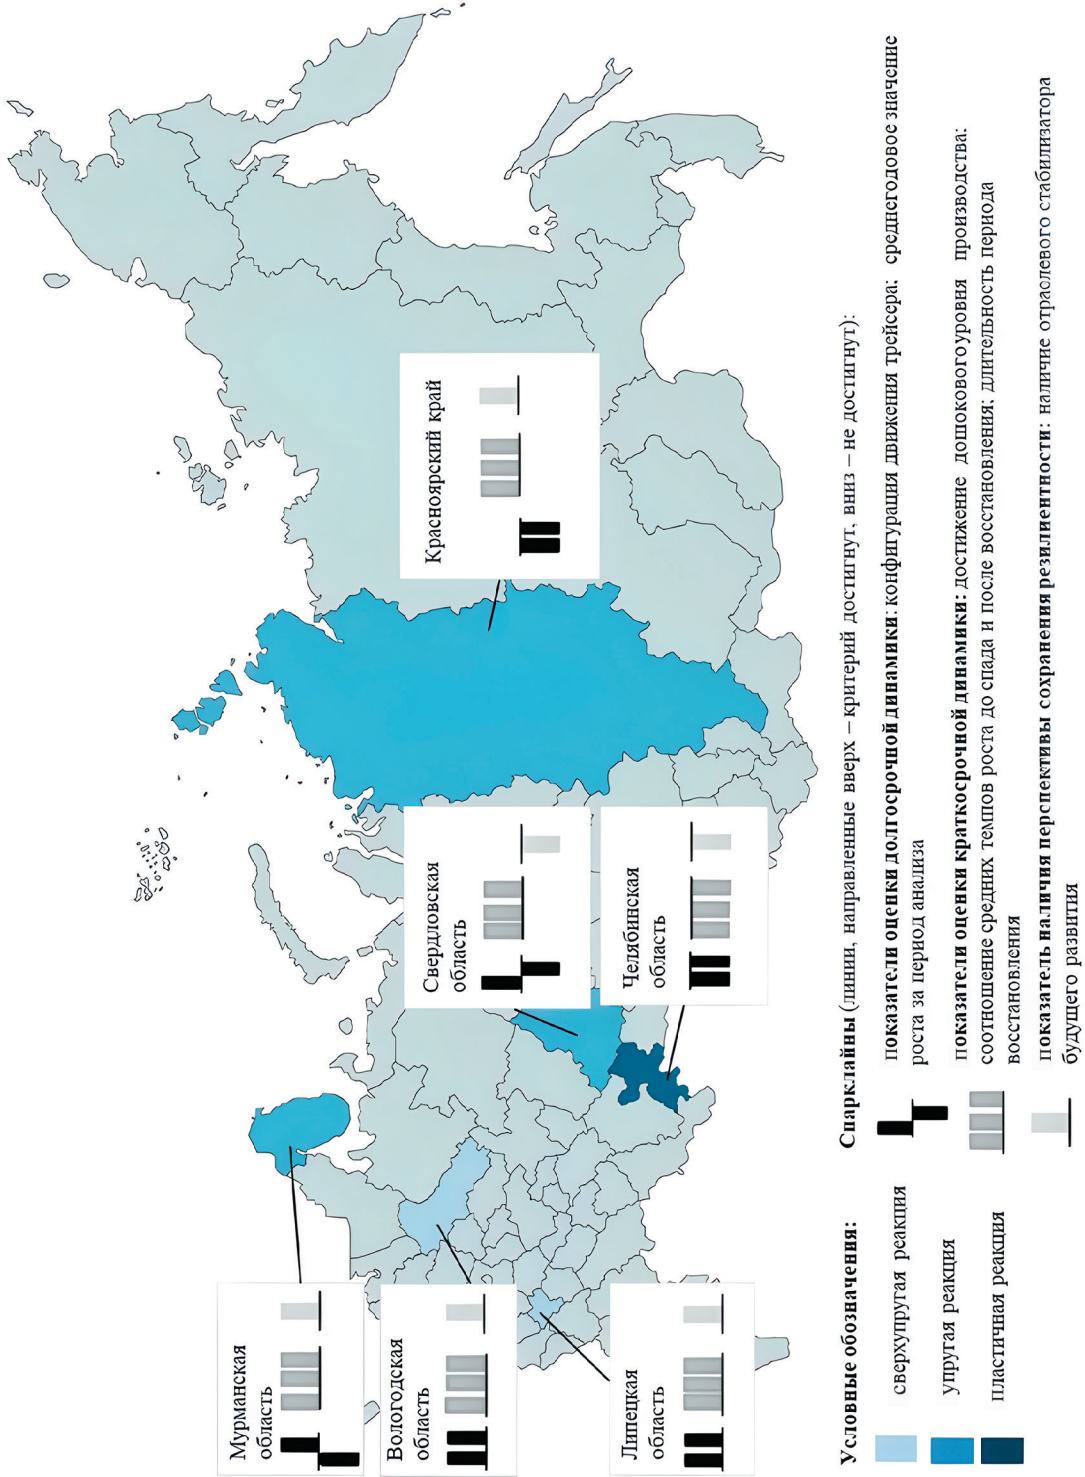 Красноярский край
Свердловская
область
Челябинская
область
Мурманская
область
Вологодская
область
Липецкая
область
Условные обозначения:
сверхупругая реакция
упругая реакция
пластичная реакция
Спарклайны (линии, направленные вверх – критерий достигнут, вниз – не достигнут):
показатели оценки долгосрочной динамики: конфигурация движения трейсера; среднегодовое значение
роста за период анализа
показатели оценки краткосрочной динамики: достижение дошокового уровня производства;
соотношение средних темпов роста до спада и после восстановления; длительность периода
восстановления
показатель наличия перспективы сохранения резилиентности: наличие отраслевого стабилизатора
будущего развития